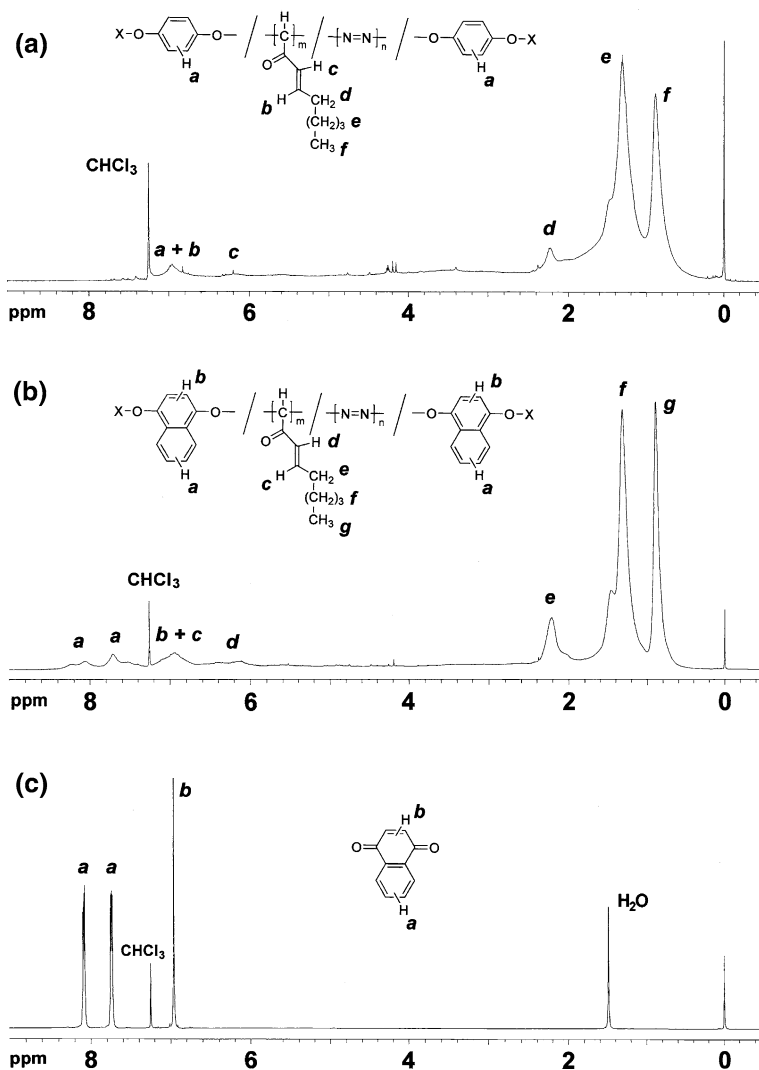 (a)
X–O O– / –(C)m– / –(N=N)n– / –O O–X
H
H a
O H c
b H CH₂ d
(CH₂)₃ e
CH₃ f
H a
e
f
CHCl₃
a + b
c
d
ppm 8 6 4 2 0
(b)
X–O O– / –(C)m– / –(N=N)n– / –O O–X
H b
H
H b
O H d
c H CH₂ e
(CH₂)₃ f
CH₃ g
H a
H a
f
g
CHCl₃
a a b + c d
e
ppm 8 6 4 2 0
(c)
b
a a
CHCl₃
H b
O O
H a
H₂O
ppm 8 6 4 2 0